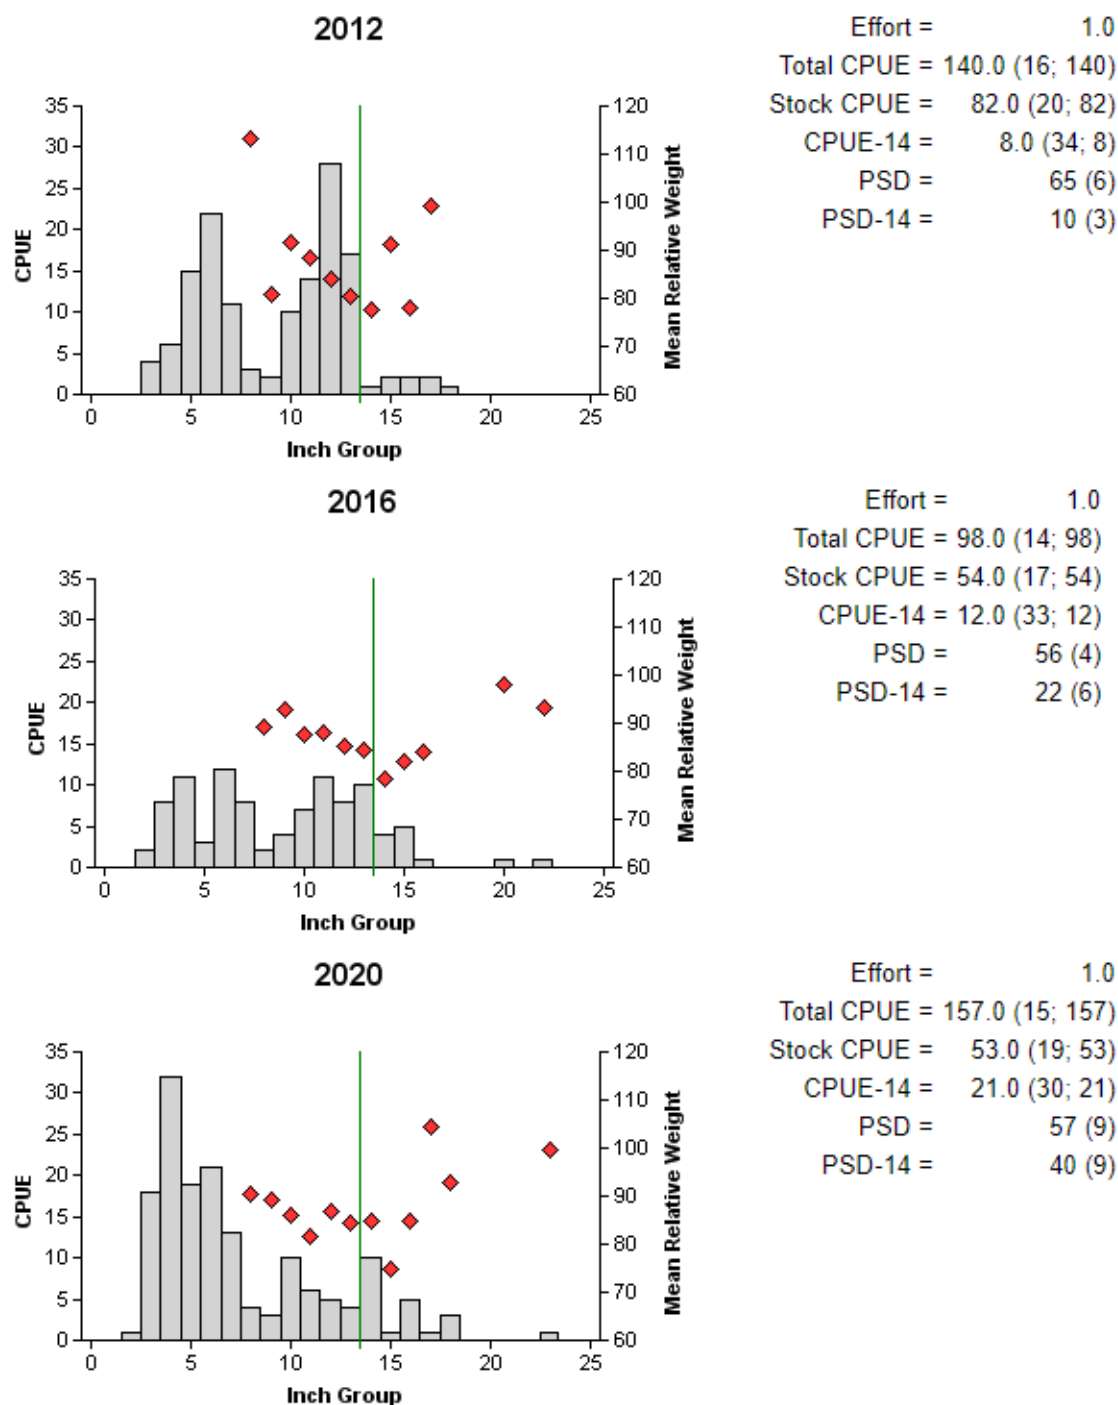 2012
Effort = 1.0
Total CPUE = 140.0 (16; 140)
Stock CPUE = 82.0 (20; 82)
CPUE-14 = 8.0 (34; 8)
PSD = 65 (6)
PSD-14 = 10 (3)
35
30
25
20
15
10
5
0
CPUE
120
110
100
90
80
70
60
Mean Relative Weight
0 5 10 15 20 25
Inch Group
2016
Effort = 1.0
Total CPUE = 98.0 (14; 98)
Stock CPUE = 54.0 (17; 54)
CPUE-14 = 12.0 (33; 12)
PSD = 56 (4)
PSD-14 = 22 (6)
35
30
25
20
15
10
5
0
CPUE
120
110
100
90
80
70
60
Mean Relative Weight
0 5 10 15 20 25
Inch Group
2020
Effort = 1.0
Total CPUE = 157.0 (15; 157)
Stock CPUE = 53.0 (19; 53)
CPUE-14 = 21.0 (30; 21)
PSD = 57 (9)
PSD-14 = 40 (9)
35
30
25
20
15
10
5
0
CPUE
120
110
100
90
80
70
60
Mean Relative Weight
0 5 10 15 20 25
Inch Group